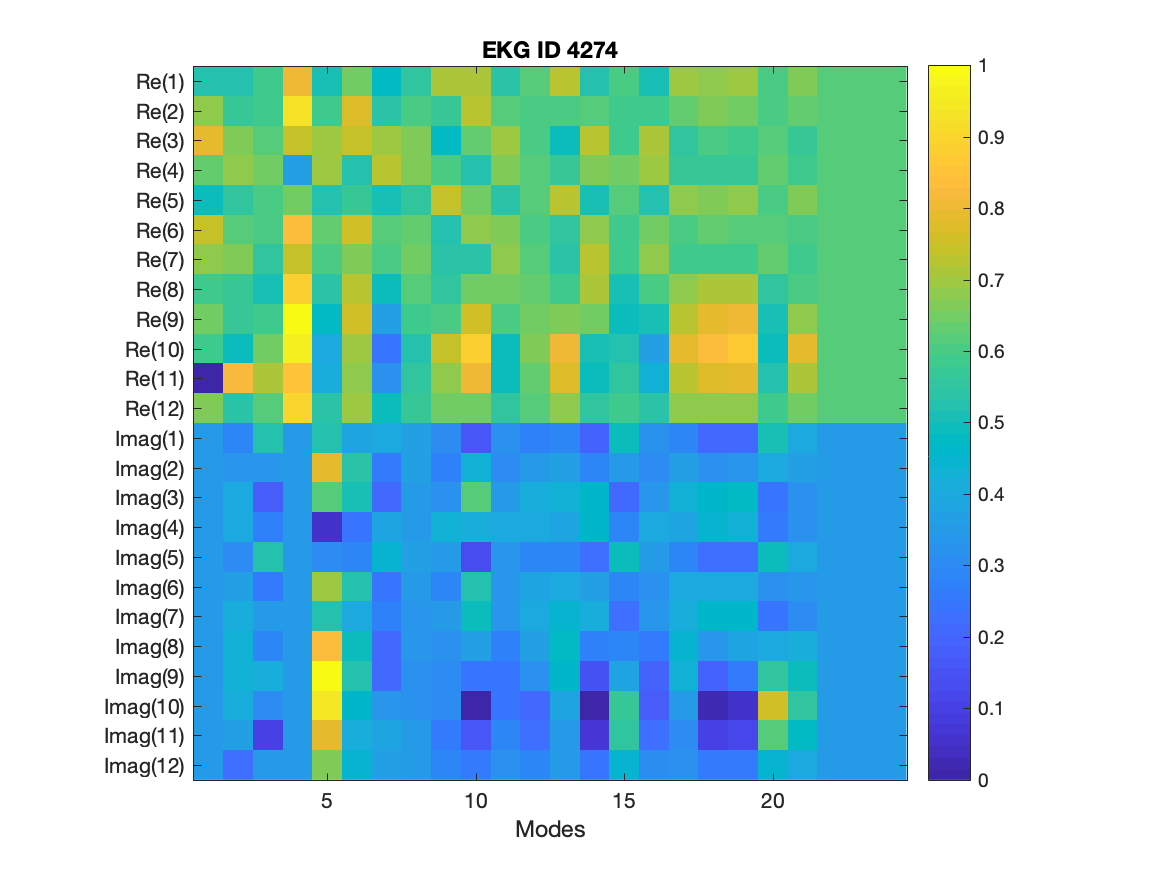 EKG ID 4274
Re(1)
Re(2)
Re(3)
Re(4)
Re(5)
Re(6)
Re(7)
Re(8)
Re(9)
Re(10)
Re(11)
Re(12)
Imag(1)
Imag(2)
Imag(3)
Imag(4)
Imag(5)
Imag(6)
Imag(7)
Imag(8)
Imag(9)
Imag(10)
Imag(11)
Imag(12)
5 10 15 20
Modes
1
0.9
0.8
0.7
0.6
0.5
0.4
0.3
0.2
0.1
0